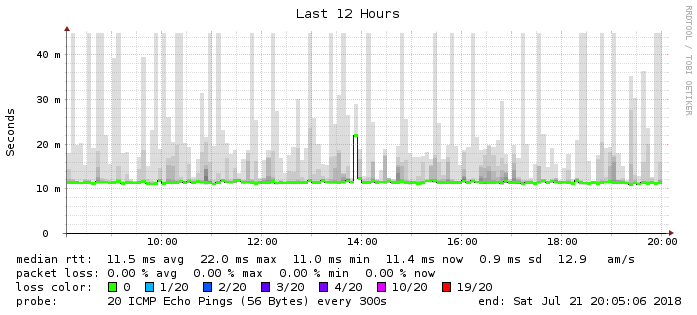 Last 12 Hours
RRDTOOL / TOBI OETIKER
Seconds
40 m
30 m
20 m
10 m
0
10:00 12:00 14:00 16:00 18:00 20:00
median rtt: 11.5 ms avg 22.0 ms max 11.0 ms min 11.4 ms now 0.9 ms sd 12.9 am/s
packet loss: 0.00 % avg 0.00 % max 0.00 % min 0.00 % now
loss color: 0 1/20 2/20 3/20 4/20 10/20 19/20
probe: 20 ICMP Echo Pings (56 Bytes) every 300s end: Sat Jul 21 20:05:06 2018